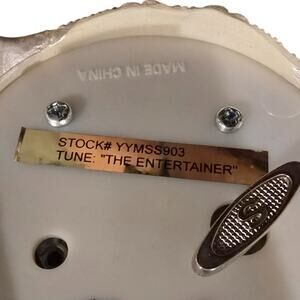 MADE IN CHINA
STOCK# YYMSS903
TUNE: "THE ENTERTAINER"